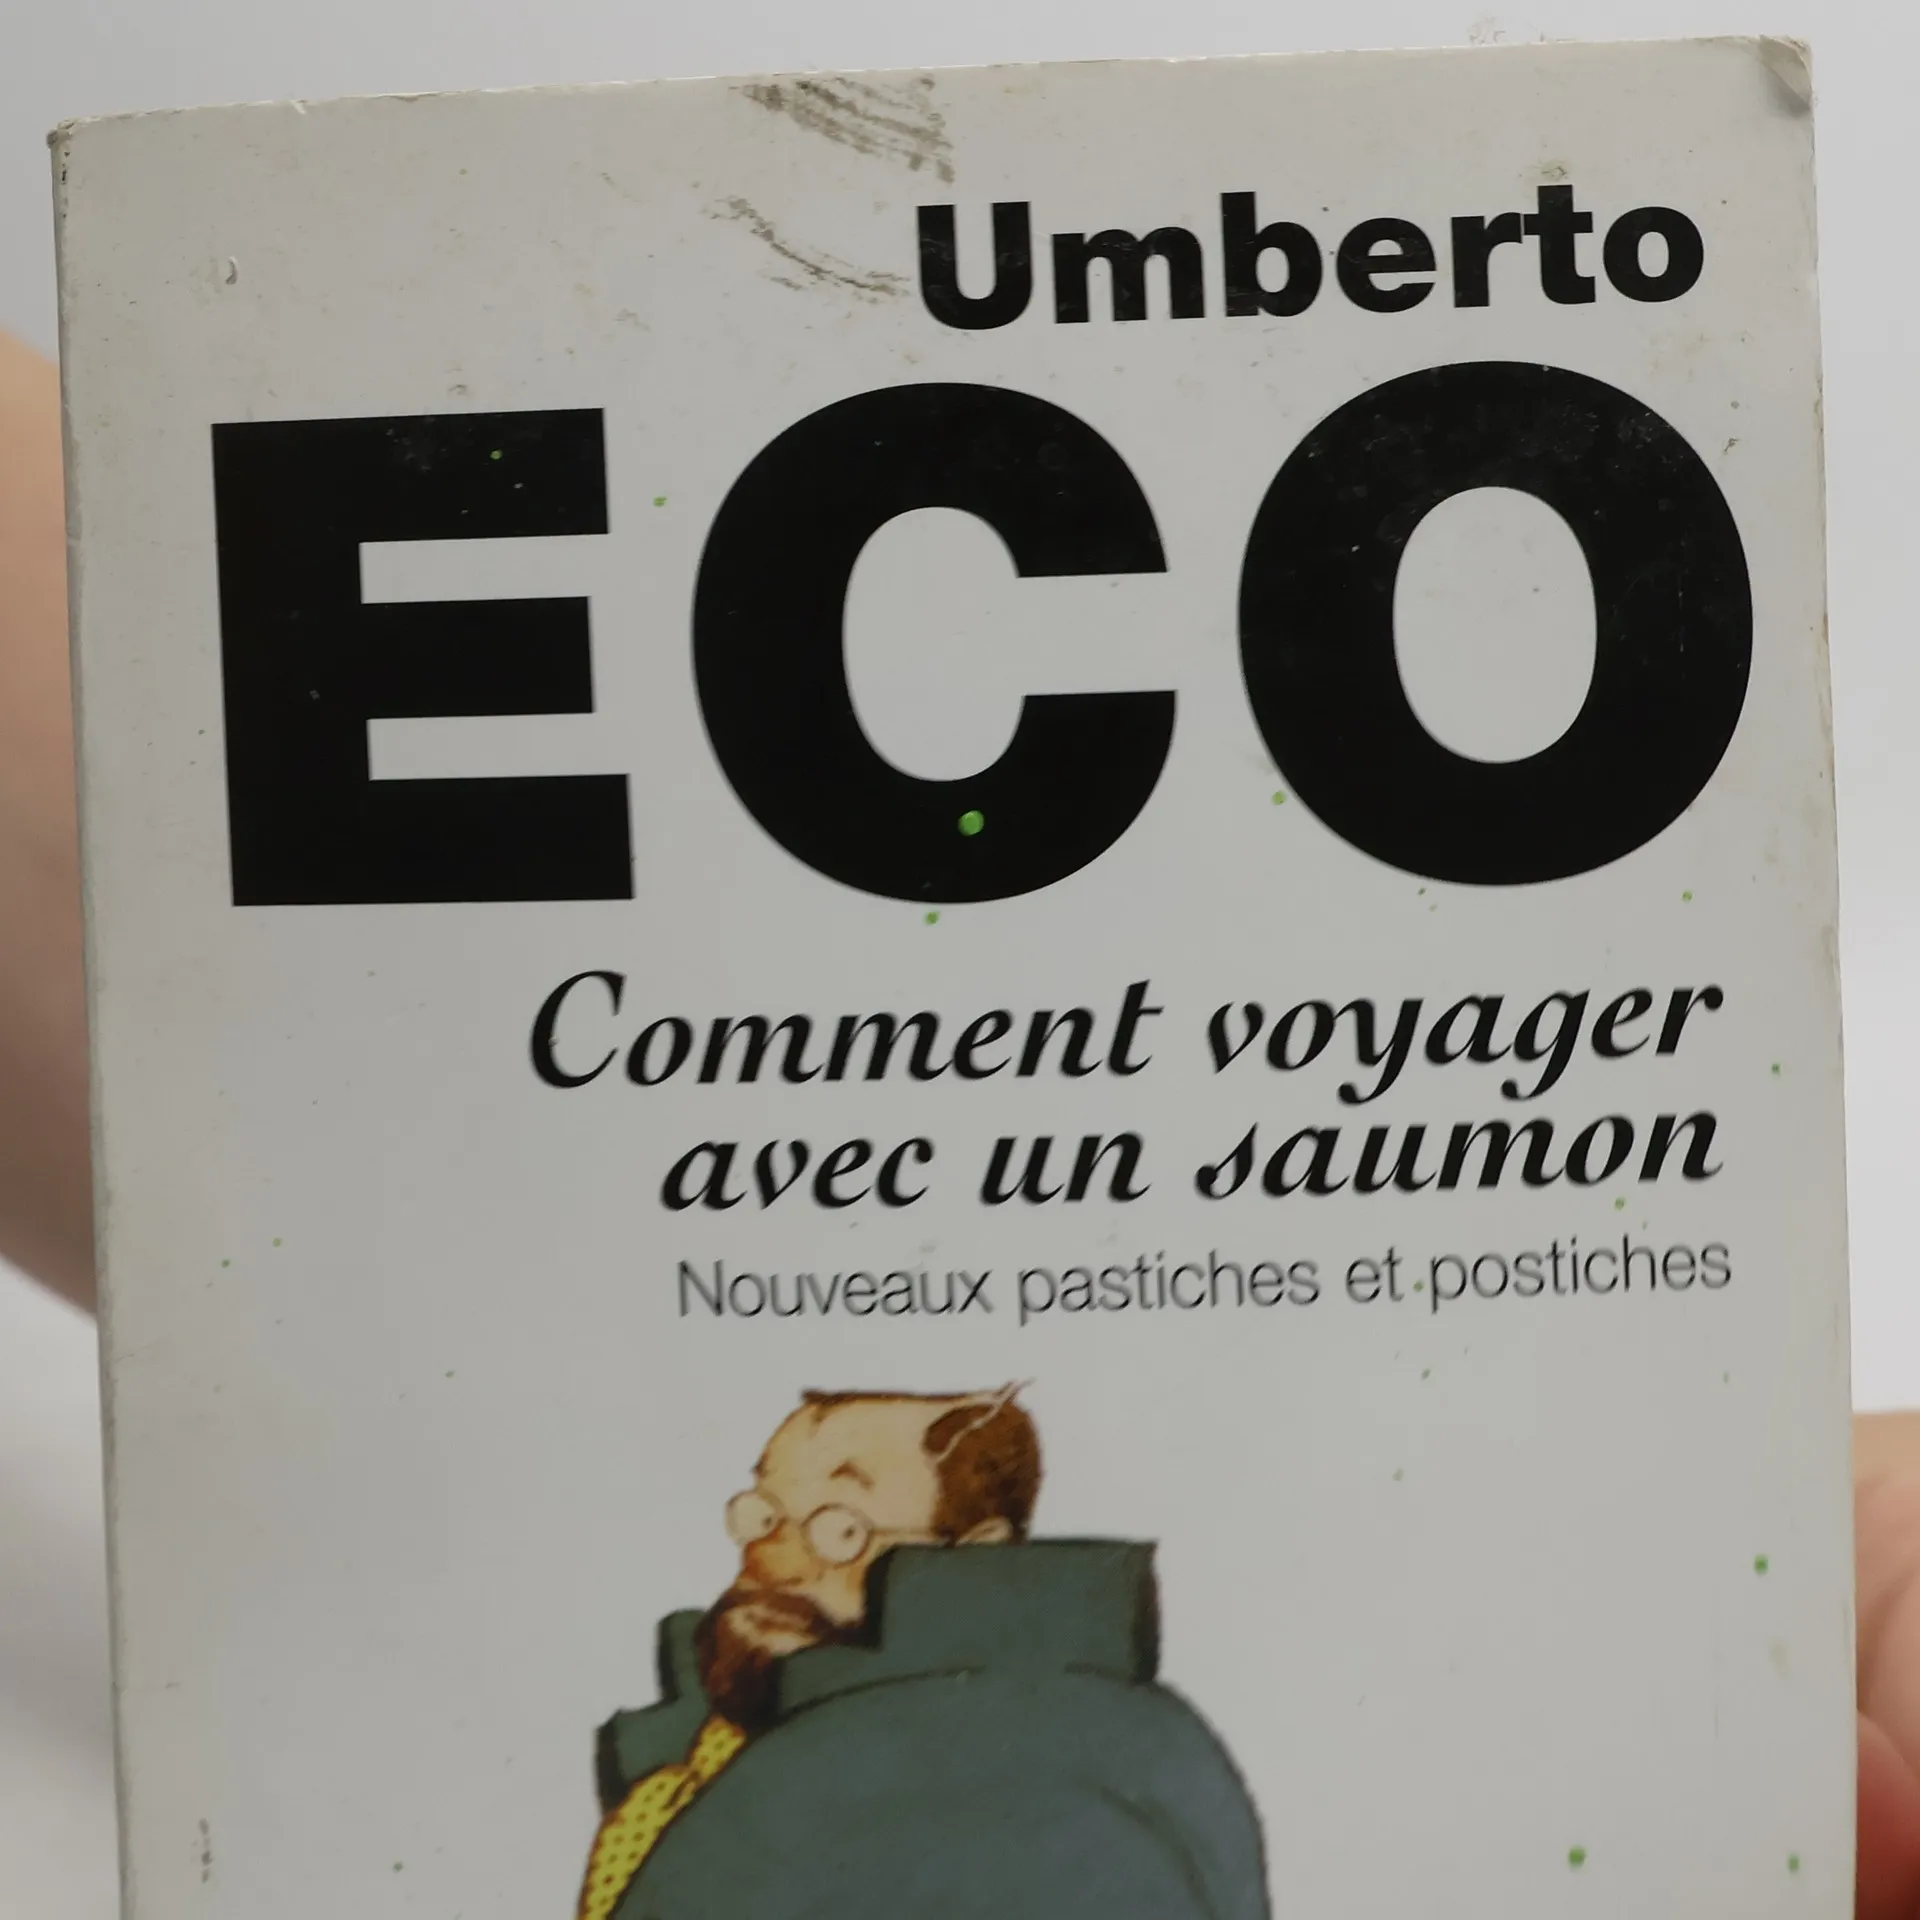 Umberto
ECO
Comment voyager
avec un saumon
Nouveaux pastiches et postiches